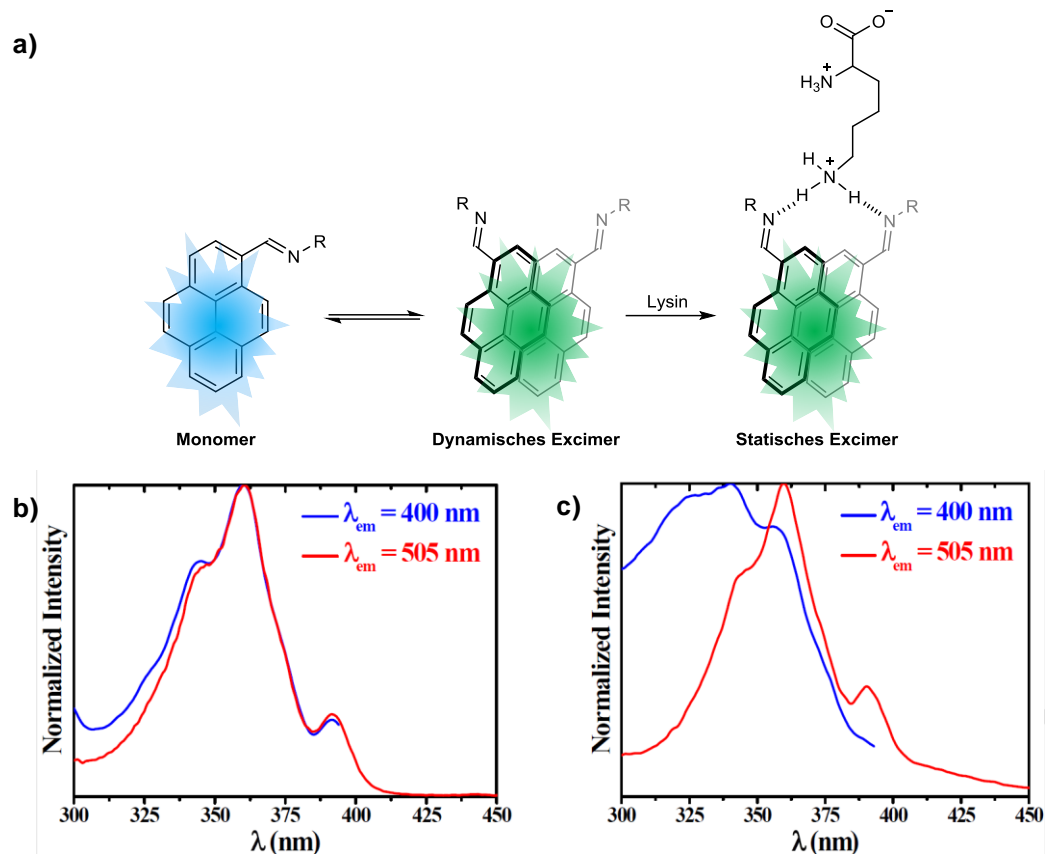 a)
O
O⁻
+
H₃N
H
+
N
H
H
R
N
R
N
R
N
R
N
N
R
Lysin
Monomer
Dynamisches Excimer
Statisches Excimer
b)
λem = 400 nm
λem = 505 nm
Normalized Intensity
300 325 350 375 400 425 450
λ (nm)
c)
λem = 400 nm
λem = 505 nm
Normalized Intensity
300 325 350 375 400 425 450
λ (nm)